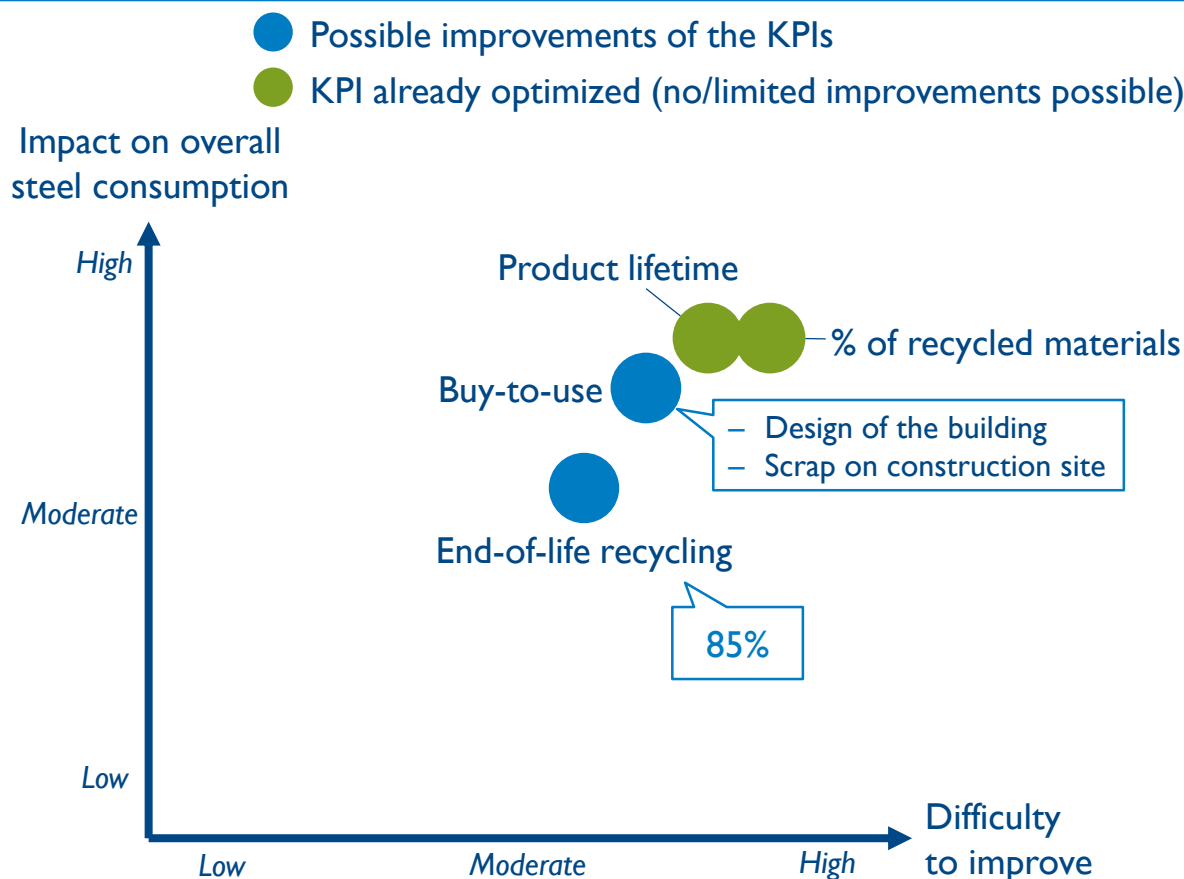 Possible improvements of the KPIs
KPI already optimized (no/limited improvements possible)
Impact on overall
steel consumption
High
Product lifetime
% of recycled materials
Buy-to-use
– Design of the building
– Scrap on construction site
Moderate
End-of-life recycling
85%
Low
Difficulty
to improve
Low
Moderate
High